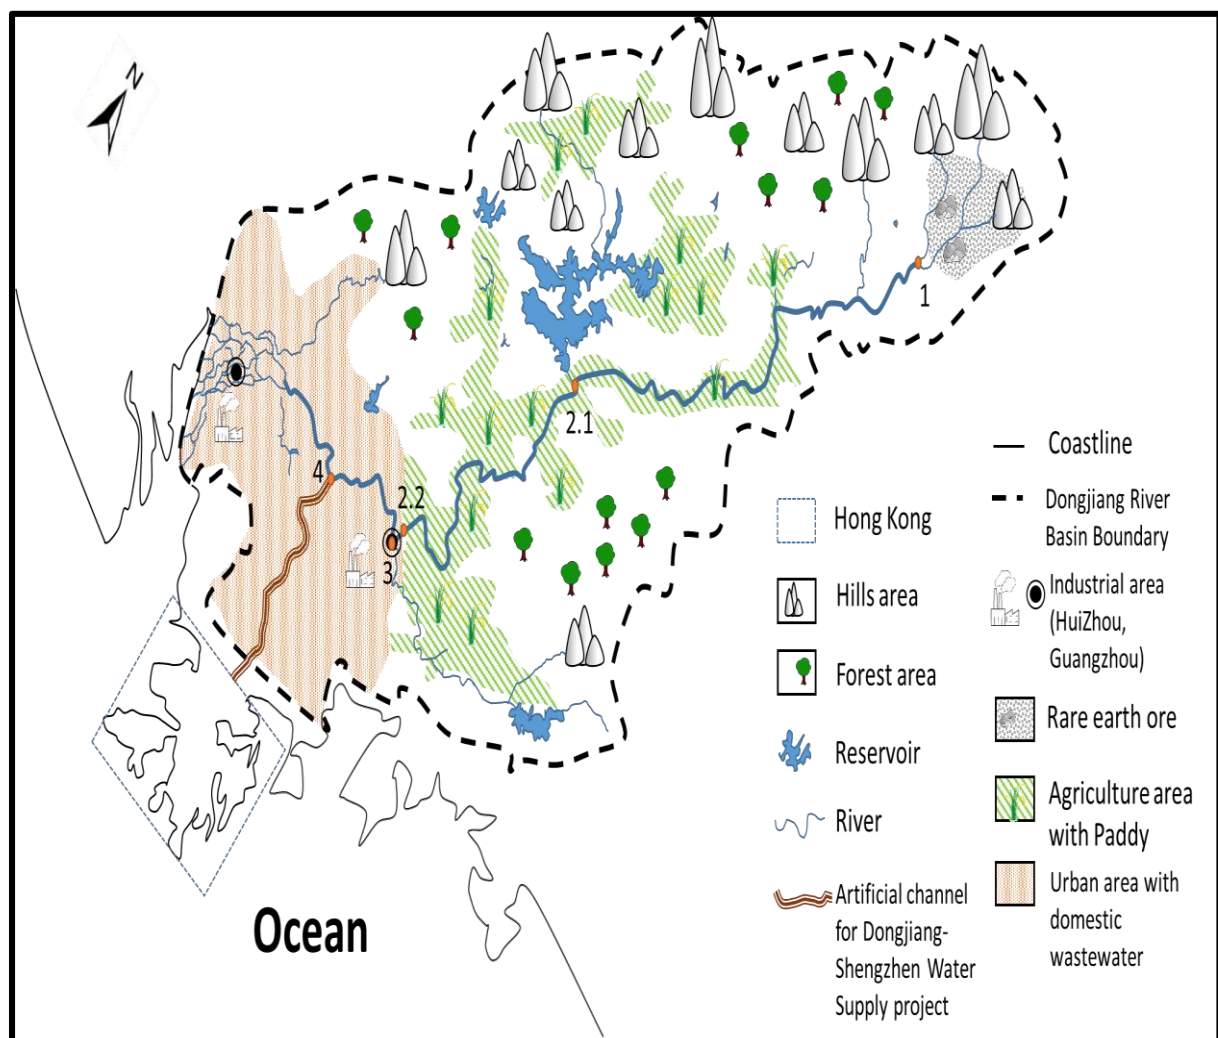 N
1
2.1
2.2
3
4
Ocean
Hong Kong
Hills area
Forest area
Reservoir
River
Artificial channel
for Dongjiang-
Shengzhen Water
Supply project
Coastline
Dongjiang River
Basin Boundary
Industrial area
(HuiZhou,
Guangzhou)
Rare earth ore
Agriculture area
with Paddy
Urban area with
domestic
wastewater